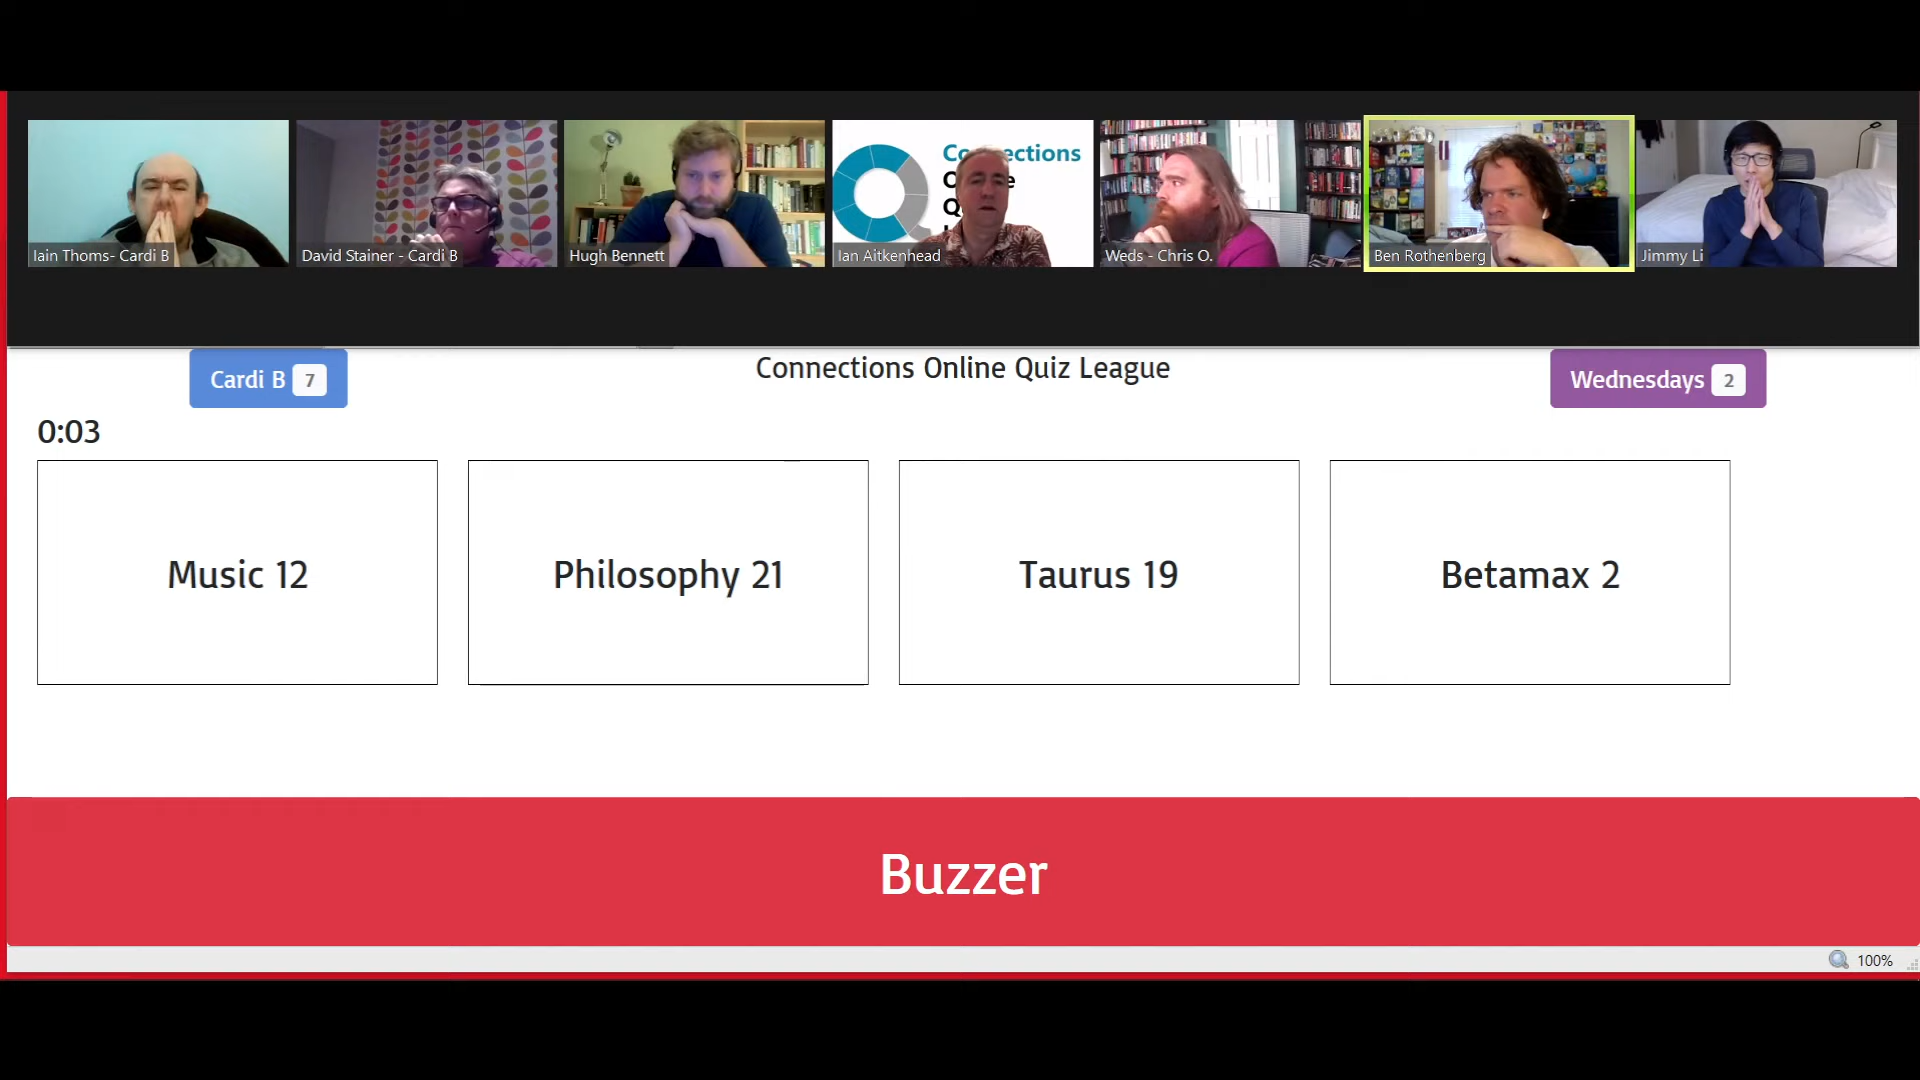 Connections
Iain Thoms- Cardi B
David Stainer - Cardi B
Hugh Bennett
Ian Aitkenhead
Weds - Chris O.
Ben Rothenberg
Jimmy Li
Cardi B 7
Connections Online Quiz League
Wednesdays 2
0:03
Music 12
Philosophy 21
Taurus 19
Betamax 2
Buzzer
100%